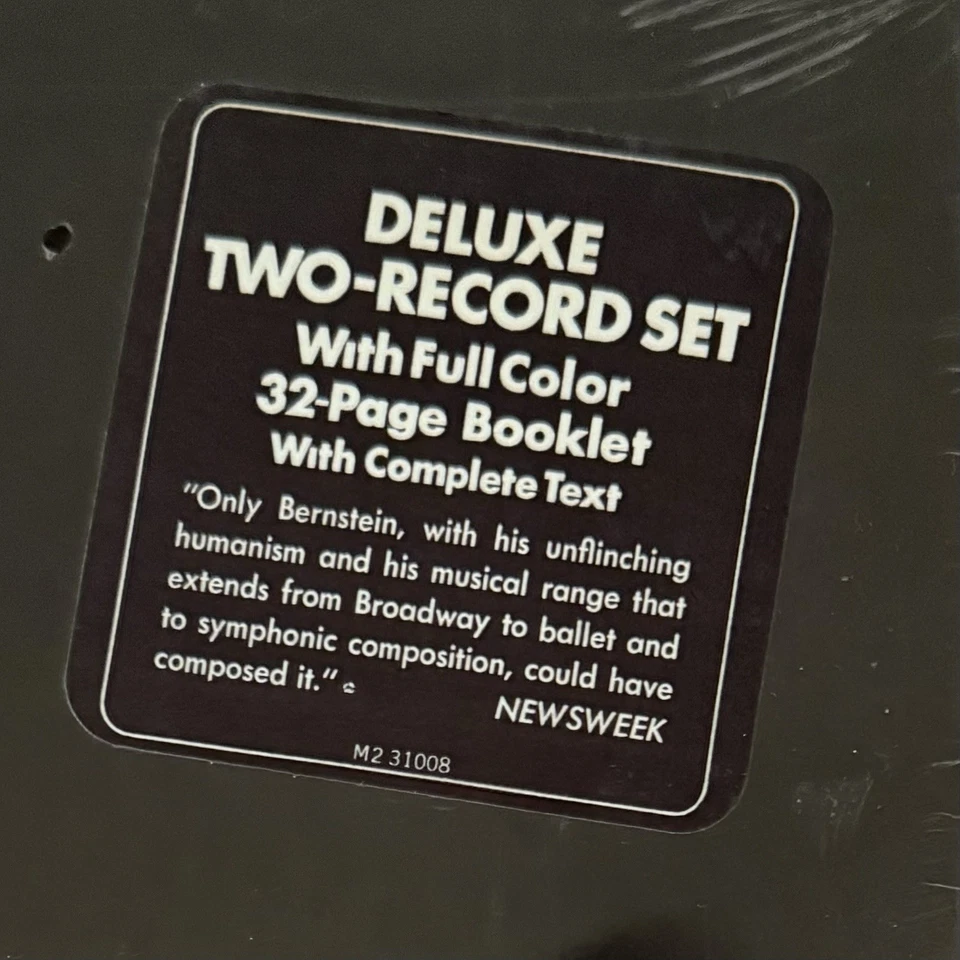 DELUXE
TWO-RECORD SET
With Full Color
32-Page Booklet
With Complete Text
"Only Bernstein, with his unflinching
humanism and his musical range that
extends from Broadway to ballet and
to symphonic composition, could have
composed it."
NEWSWEEK
M2 31008